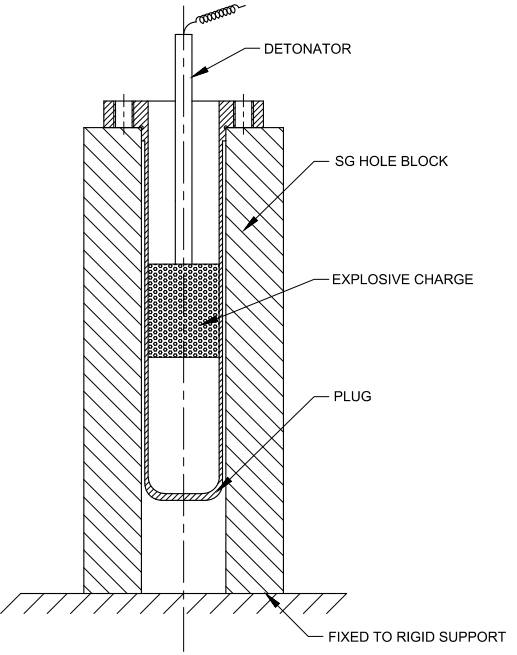 DETONATOR
SG HOLE BLOCK
EXPLOSIVE CHARGE
PLUG
FIXED TO RIGID SUPPORT